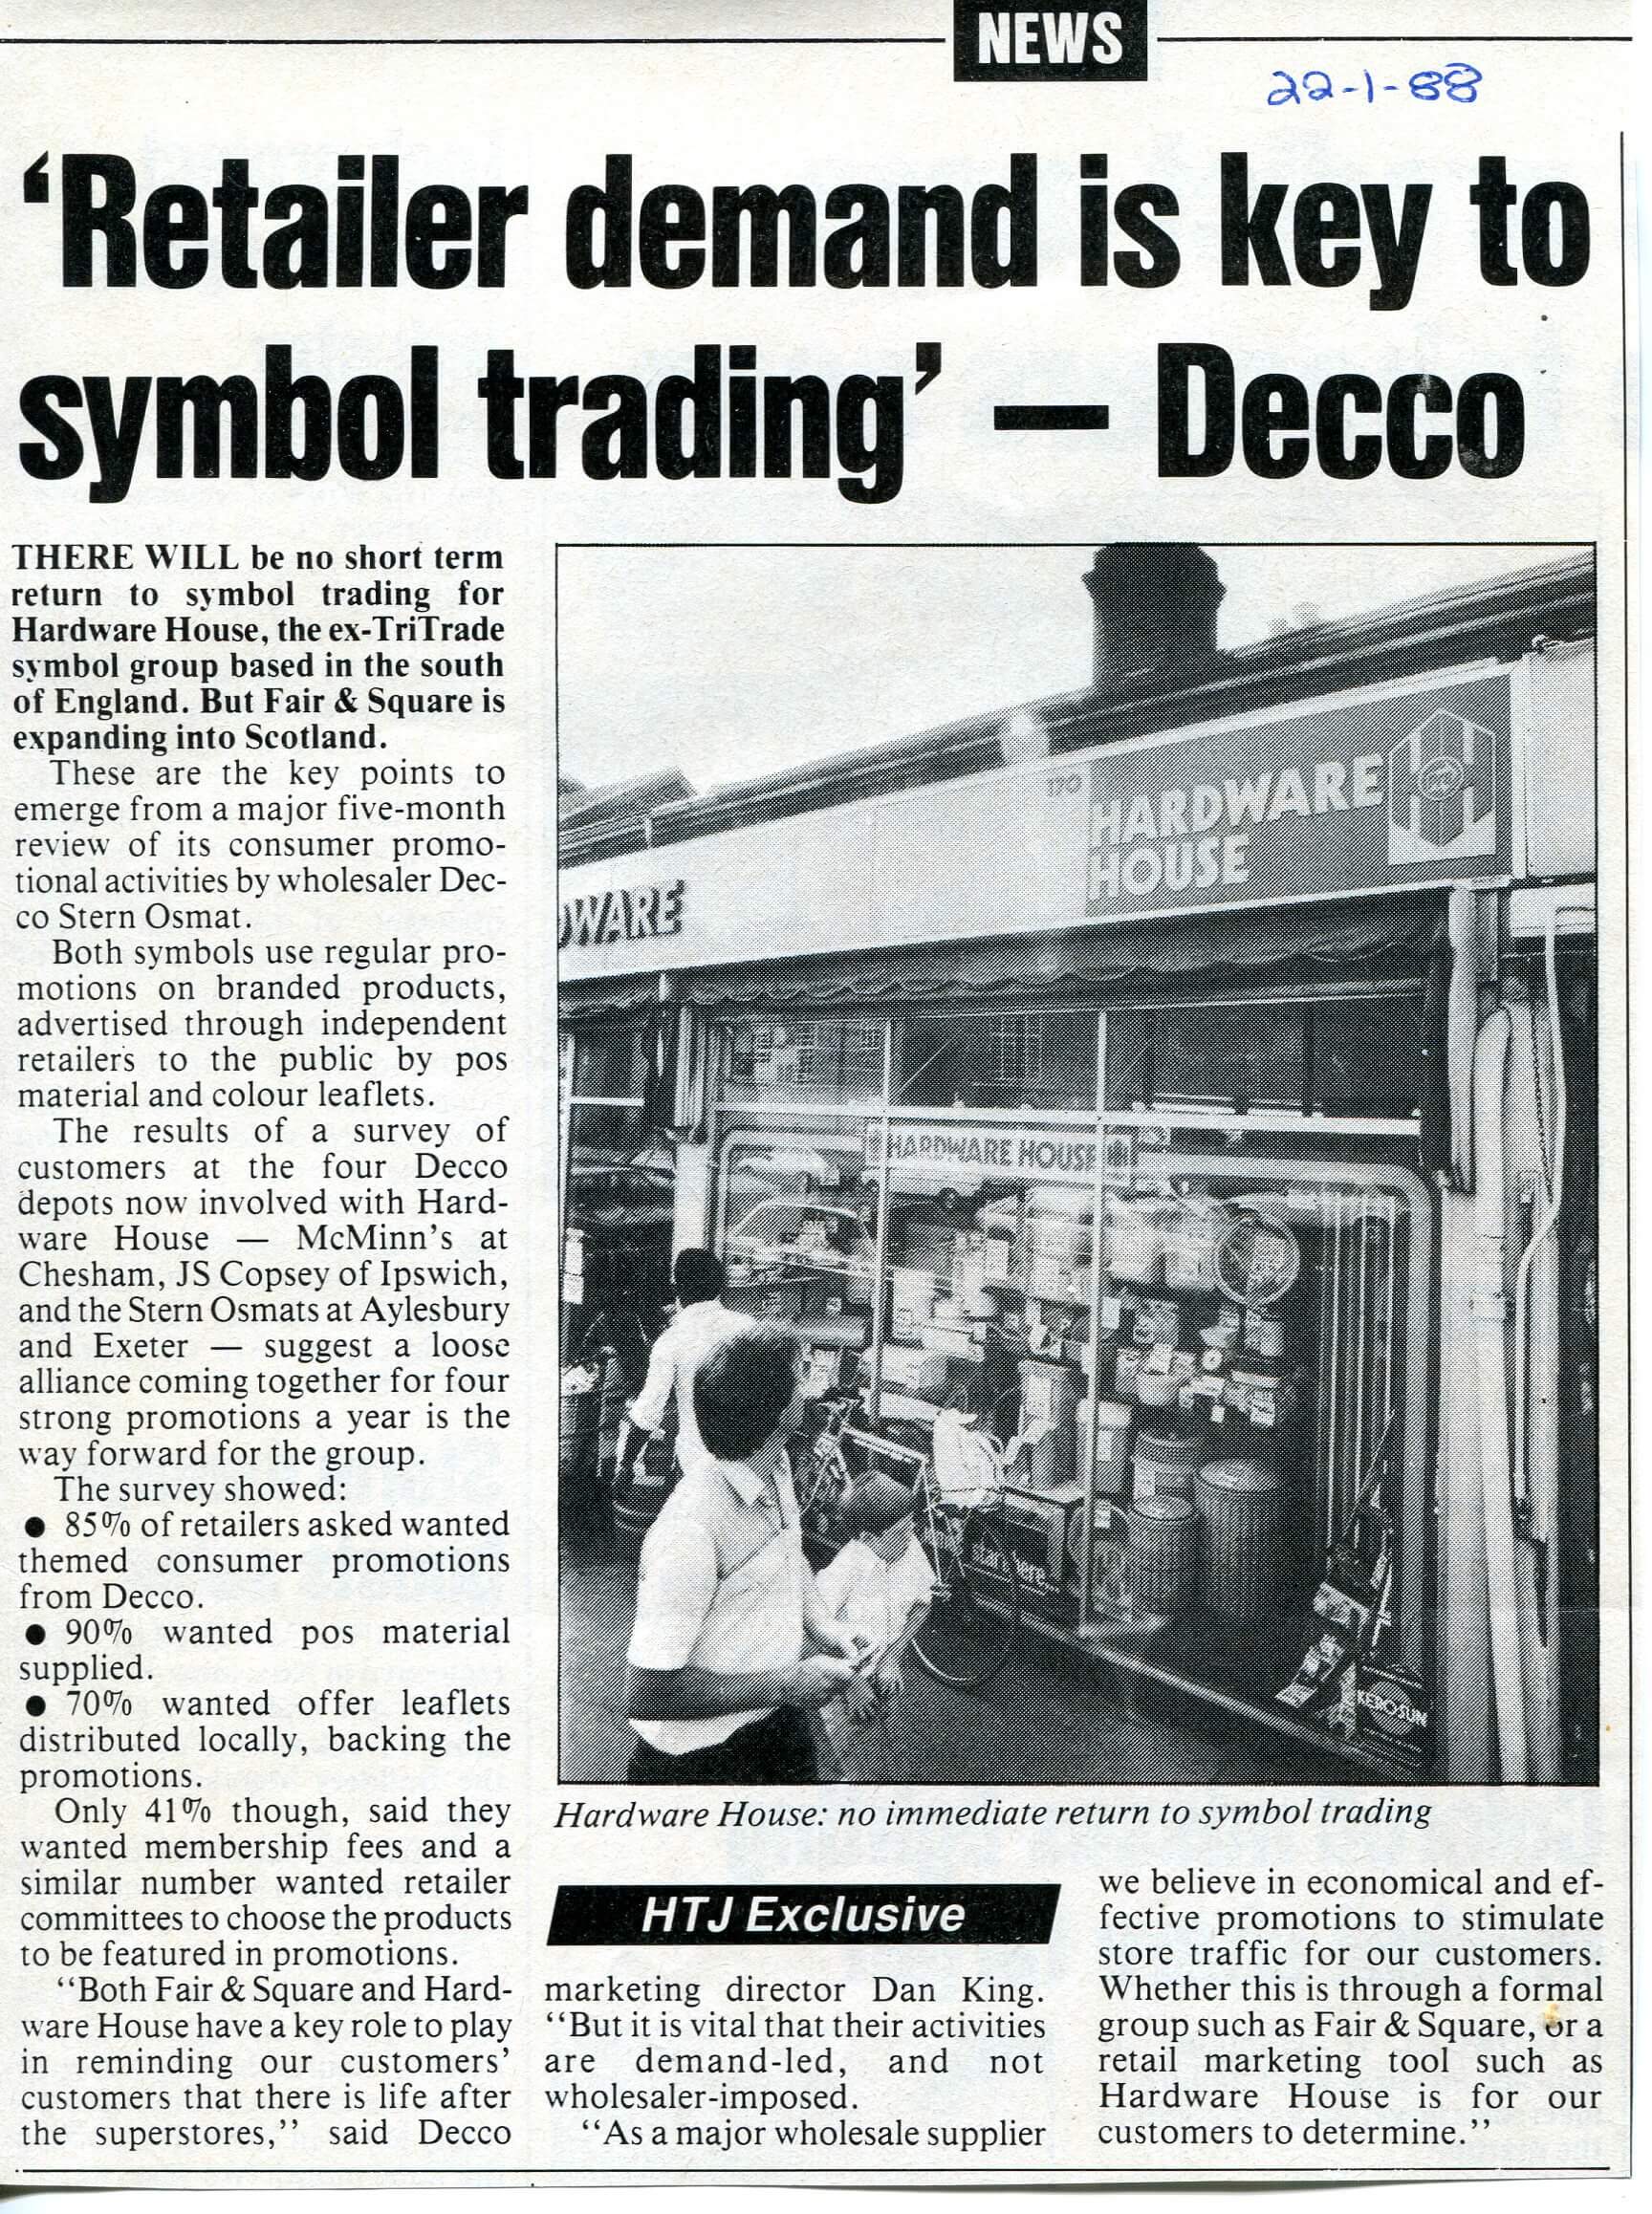 NEWS
22-1-88
‘Retailer demand is key to
symbol trading’ — Decco
THERE WILL be no short term
return to symbol trading for
Hardware House, the ex-TriTrade
symbol group based in the south
of England. But Fair & Square is
expanding into Scotland.
These are the key points to
emerge from a major five-month
review of its consumer promo-
tional activities by wholesaler Dec-
co Stern Osmat.
Both symbols use regular pro-
motions on branded products,
advertised through independent
retailers to the public by pos
material and colour leaflets.
The results of a survey of
customers at the four Decco
depots now involved with Hard-
ware House — McMinn's at
Chesham, JS Copsey of Ipswich,
and the Stern Osmats at Aylesbury
and Exeter — suggest a loose
alliance coming together for four
strong promotions a year is the
way forward for the group.
The survey showed:
● 85% of retailers asked wanted
themed consumer promotions
from Decco.
● 90% wanted pos material
supplied.
● 70% wanted offer leaflets
distributed locally, backing the
promotions.
Only 41% though, said they
wanted membership fees and a
similar number wanted retailer
committees to choose the products
to be featured in promotions.
“Both Fair & Square and Hard-
ware House have a key role to play
in reminding our customers’
customers that there is life after
the superstores,” said Decco
HARDWARE
HOUSE
DWARE
HARDWARE HOUSE
start here...
KEROSUN
Hardware House: no immediate return to symbol trading
HTJ Exclusive
marketing director Dan King.
“But it is vital that their activities
are demand-led, and not
wholesaler-imposed.
“As a major wholesale supplier
we believe in economical and ef-
fective promotions to stimulate
store traffic for our customers.
Whether this is through a formal
group such as Fair & Square, or a
retail marketing tool such as
Hardware House is for our
customers to determine.”